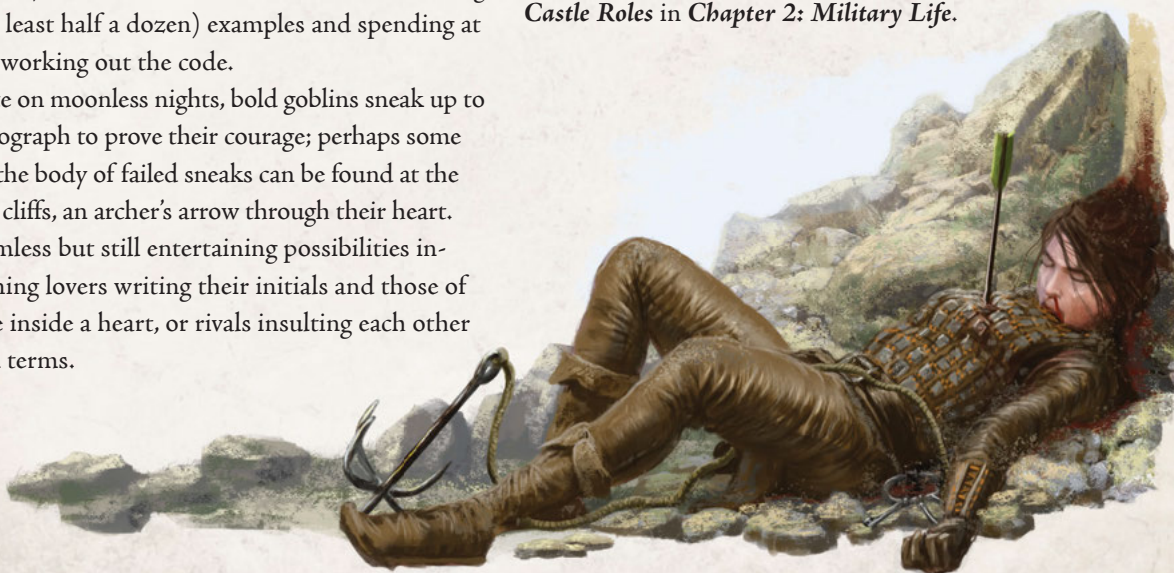 least half a dozen) examples and spending at
working out the code.
e on moonless nights, bold goblins sneak up to
ograph to prove their courage; perhaps some
the body of failed sneaks can be found at the
cliffs, an archer’s arrow through their heart.
mless but still entertaining possibilities in-
ning lovers writing their initials and those of
e inside a heart, or rivals insulting each other
terms.
Castle Roles in Chapter 2: Military Life.